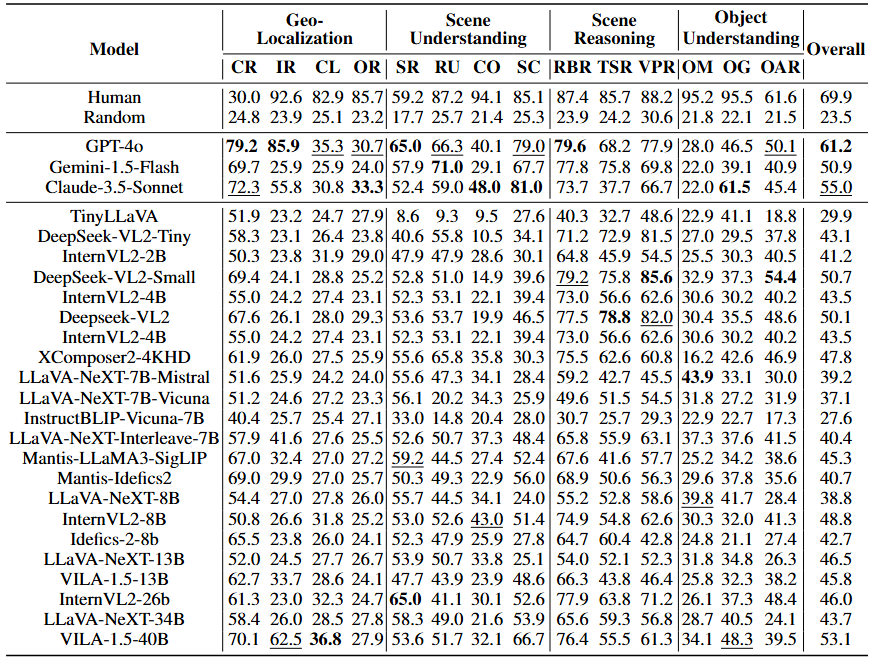 Model Geo-Localization Scene Understanding Scene Reasoning Object Understanding Overall
CR IR CL OR SR RU CO SC RBR TSR VPR OM OG OAR
Human 30.0 92.6 82.9 85.7 59.2 87.2 94.1 85.1 87.4 85.7 88.2 95.2 95.5 61.6 69.9
Random 24.8 23.9 25.1 23.2 17.7 25.7 21.4 25.3 23.9 24.2 30.6 21.8 22.1 21.5 23.5
GPT-4o 79.2 85.9 35.3 30.7 65.0 66.3 40.1 79.0 79.6 68.2 77.9 28.0 46.5 50.1 61.2
Gemini-1.5-Flash 69.7 25.9 25.9 24.0 57.9 71.0 29.1 67.7 77.8 75.8 69.8 22.0 39.1 40.9 50.9
Claude-3.5-Sonnet 72.3 55.8 30.8 33.3 52.4 59.0 48.0 81.0 73.7 37.7 66.7 22.0 61.5 45.4 55.0
TinyLLaVA 51.9 23.2 24.7 27.9 8.6 9.3 9.5 27.6 40.3 32.7 48.6 22.9 41.1 18.8 29.9
DeepSeek-VL2-Tiny 58.3 23.1 26.4 23.8 40.6 55.8 10.5 34.1 71.2 72.9 81.5 27.0 29.5 37.8 43.1
InternVL2-2B 50.3 23.8 31.9 29.0 47.9 47.9 28.6 30.1 64.8 45.9 54.5 25.5 30.3 40.5 41.2
DeepSeek-VL2-Small 69.4 24.1 28.8 25.2 52.8 51.0 14.9 39.6 79.2 75.8 85.6 32.9 37.3 54.4 50.7
InternVL2-4B 55.0 24.2 27.4 23.1 52.3 53.1 22.1 39.4 73.0 56.6 62.6 30.6 30.2 40.2 43.5
Deepseek-VL2 67.6 26.1 28.0 29.3 53.6 53.7 19.9 46.5 77.5 78.8 82.0 30.4 35.5 48.6 50.1
InternVL2-4B 55.0 24.2 27.4 23.1 52.3 53.1 22.1 39.4 73.0 56.6 62.6 30.6 30.2 40.2 43.5
XComposer2-4KHD 61.9 26.0 27.5 25.9 55.6 65.8 35.8 30.3 75.5 62.6 60.8 16.2 42.6 46.9 47.8
LLaVA-NeXT-7B-Mistral 51.6 25.9 24.2 24.0 55.6 47.3 34.1 28.4 59.2 42.7 45.5 43.9 33.1 30.0 39.2
LLaVA-NeXT-7B-Vicuna 51.2 24.6 27.2 23.3 56.1 20.2 34.3 25.9 49.6 51.5 54.5 31.8 27.2 31.9 37.1
InstructBLIP-Vicuna-7B 40.4 25.7 25.4 27.1 33.0 14.8 20.4 28.0 30.7 25.7 29.3 22.9 22.7 17.3 27.6
LLaVA-NeXT-Interleave-7B 57.9 41.6 27.6 25.5 52.6 50.7 37.3 48.4 65.8 55.9 63.1 37.3 37.6 41.5 40.4
Mantis-LLaMA3-SigLIP 67.0 32.4 27.0 27.2 59.2 44.5 27.4 52.4 67.6 41.6 57.7 25.2 34.2 38.6 45.3
Mantis-Idefics2 69.0 29.9 27.0 25.7 50.3 49.3 22.9 56.0 68.9 50.6 56.3 29.6 37.8 35.6 40.7
LLaVA-NeXT-8B 54.4 27.0 27.8 26.0 55.7 44.5 34.1 24.0 55.2 52.8 58.6 39.8 41.7 28.4 38.8
InternVL2-8B 50.8 26.6 31.8 25.2 53.0 52.6 43.0 51.4 74.9 54.8 62.6 30.3 32.0 41.3 48.8
Idefics-2-8b 65.5 23.8 26.0 24.1 52.3 47.9 25.9 27.8 64.7 60.4 42.8 24.8 21.1 27.4 42.7
LLaVA-NeXT-13B 52.0 24.5 27.7 26.7 53.9 50.7 33.8 25.1 54.0 52.1 52.3 31.8 34.8 26.3 46.5
VILA-1.5-13B 62.7 33.7 28.6 24.1 47.7 43.9 23.9 48.6 66.3 43.8 46.4 25.8 32.3 38.2 45.8
InternVL2-26b 61.3 23.0 32.3 24.7 65.0 41.1 30.1 52.6 77.9 63.8 71.2 26.1 37.3 48.4 46.0
LLaVA-NeXT-34B 58.4 26.0 28.5 27.8 58.3 49.0 21.6 53.9 65.6 59.3 56.8 28.7 40.5 24.1 43.7
VILA-1.5-40B 70.1 62.5 36.8 27.9 53.6 51.7 32.1 66.7 76.4 55.5 61.3 34.1 48.3 39.5 53.1